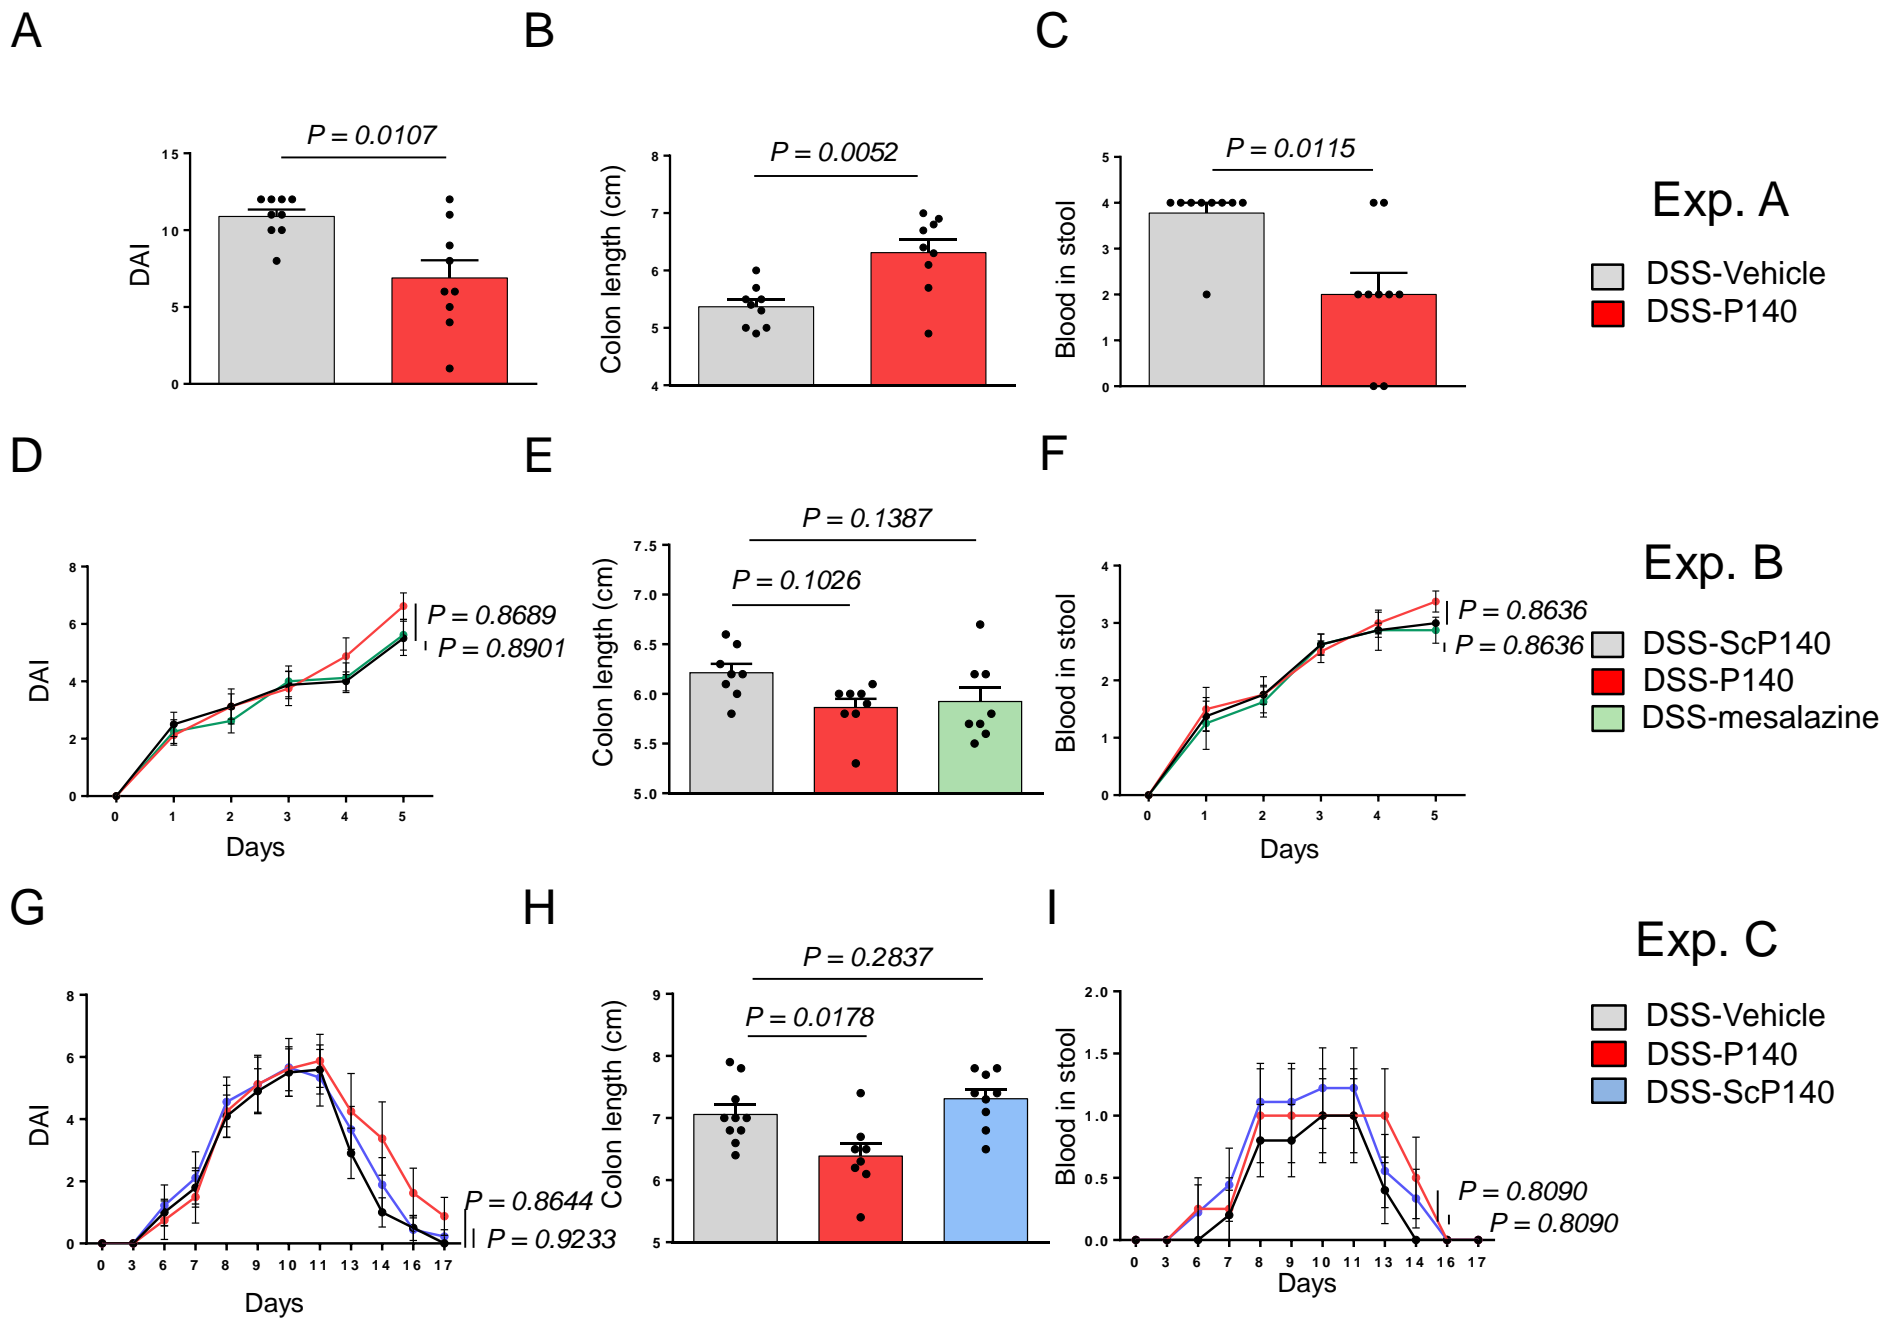 A
B
C
P = 0.0107
P = 0.0052
P = 0.0115
DAI
15
10
5
0
Colon length (cm)
8
7
6
5
4
Blood in stool
5
4
3
2
1
0
Exp. A
DSS-Vehicle
DSS-P140
D
E
F
DAI
8
6
4
2
0
0 1 2 3 4 5
Days
P = 0.8689
P = 0.8901
P = 0.1387
P = 0.1026
Colon length (cm)
7.5
7.0
6.5
6.0
5.5
5.0
Blood in stool
4
3
2
1
0
0 1 2 3 4 5
Days
P = 0.8636
P = 0.8636
Exp. B
DSS-ScP140
DSS-P140
DSS-mesalazine
G
H
I
DAI
8
6
4
2
0
0 3 6 7 8 9 10 11 13 14 16 17
Days
P = 0.8644
P = 0.9233
P = 0.2837
P = 0.0178
Colon length (cm)
9
8
7
6
5
Blood in stool
2.0
1.5
1.0
0.5
0.0
0 3 6 7 8 9 10 11 13 14 16 17
Days
P = 0.8090
P = 0.8090
Exp. C
DSS-Vehicle
DSS-P140
DSS-ScP140